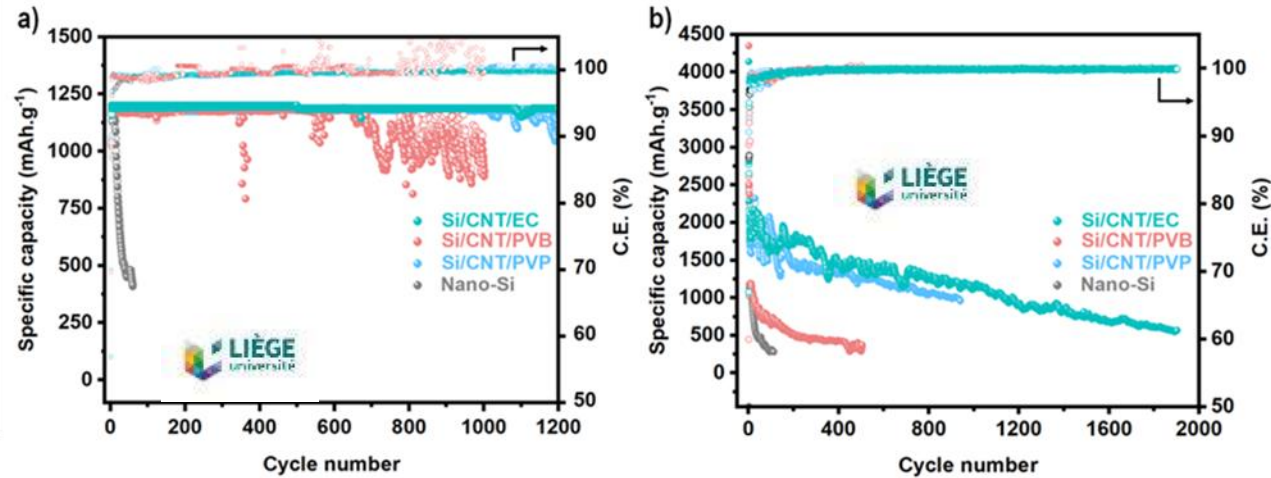 a)
1500
1250
1000
750
500
250
0
Specific capacity (mAh.g⁻¹)
100
90
80
70
60
50
C.E. (%)
Si/CNT/EC
Si/CNT/PVB
Si/CNT/PVP
Nano-Si
LIÈGE
université
0
200
400
600
800
1000
1200
Cycle number
b)
4500
4000
3500
3000
2500
2000
1500
1000
500
0
Specific capacity (mAh.g⁻¹)
100
90
80
70
60
50
C.E. (%)
LIÈGE
université
Si/CNT/EC
Si/CNT/PVB
Si/CNT/PVP
Nano-Si
0
400
800
1200
1600
2000
Cycle number